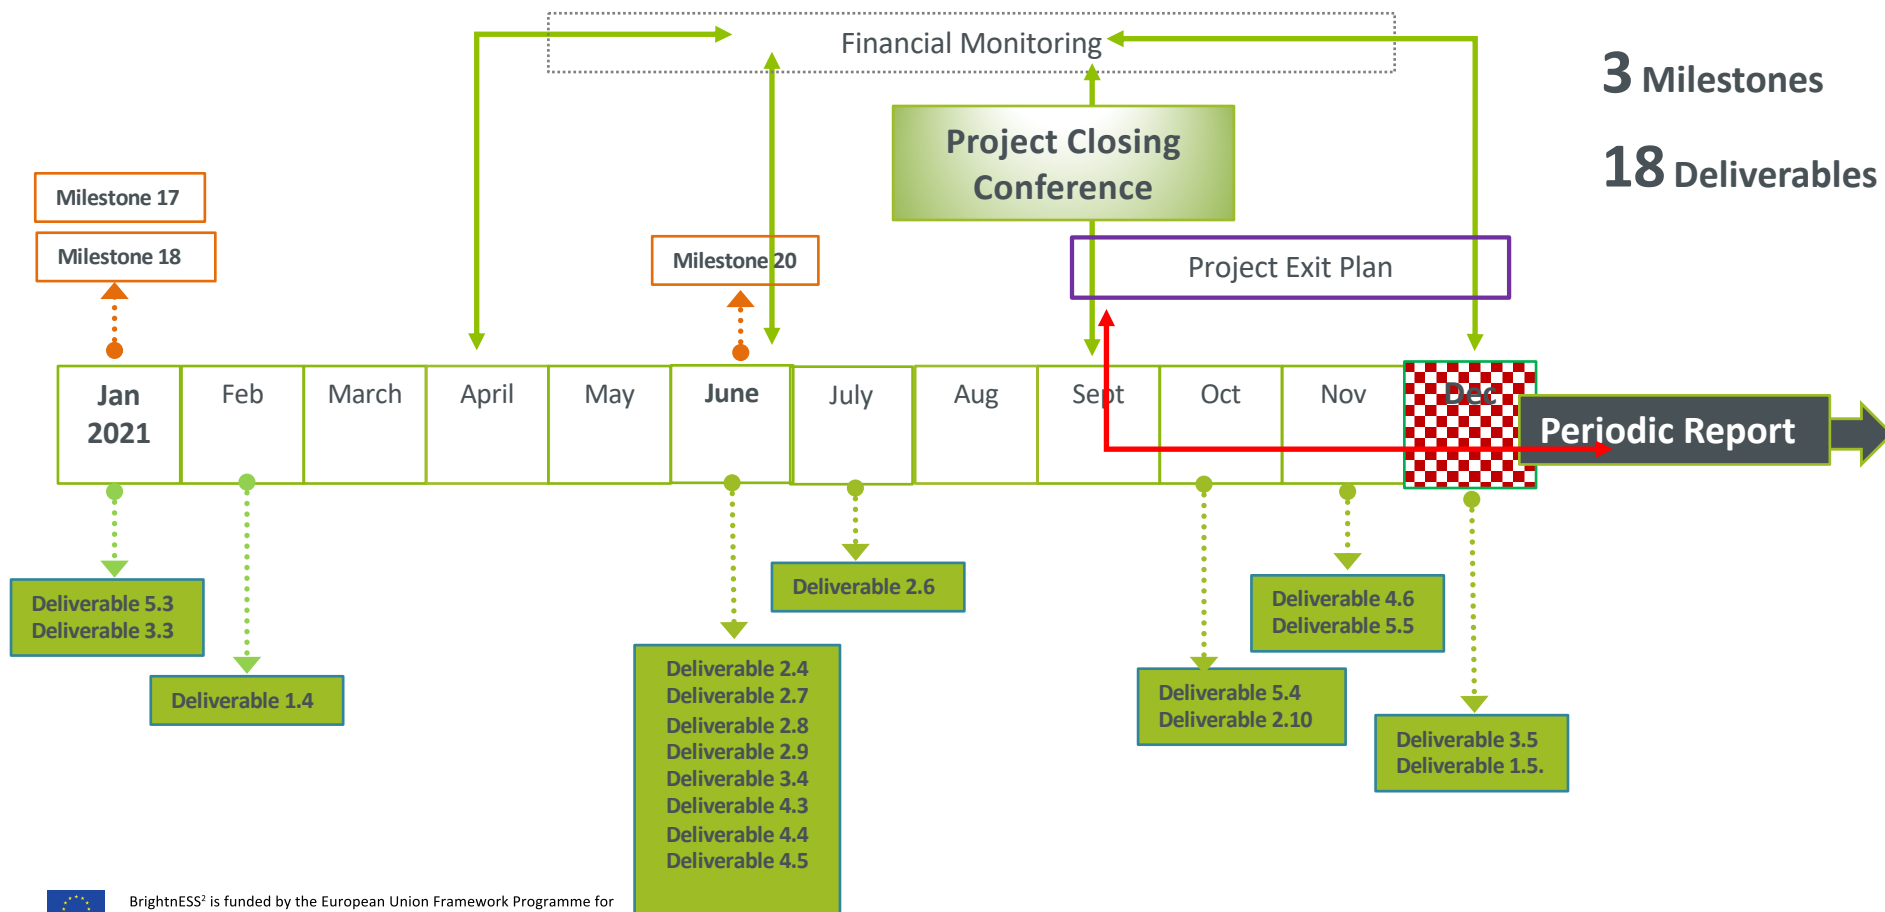 Financial Monitoring
3 Milestones
18 Deliverables
Project Closing
Conference
Milestone 17
Milestone 18
Milestone 20
Project Exit Plan
Jan
2021
Feb
March
April
May
June
July
Aug
Sept
Oct
Nov
Dec
Periodic Report
Deliverable 5.3
Deliverable 3.3
Deliverable 1.4
Deliverable 2.4
Deliverable 2.7
Deliverable 2.8
Deliverable 2.9
Deliverable 3.4
Deliverable 4.3
Deliverable 4.4
Deliverable 4.5
Deliverable 2.6
Deliverable 5.4
Deliverable 2.10
Deliverable 4.6
Deliverable 5.5
Deliverable 3.5
Deliverable 1.5.
BrightnESS² is funded by the European Union Framework Programme for